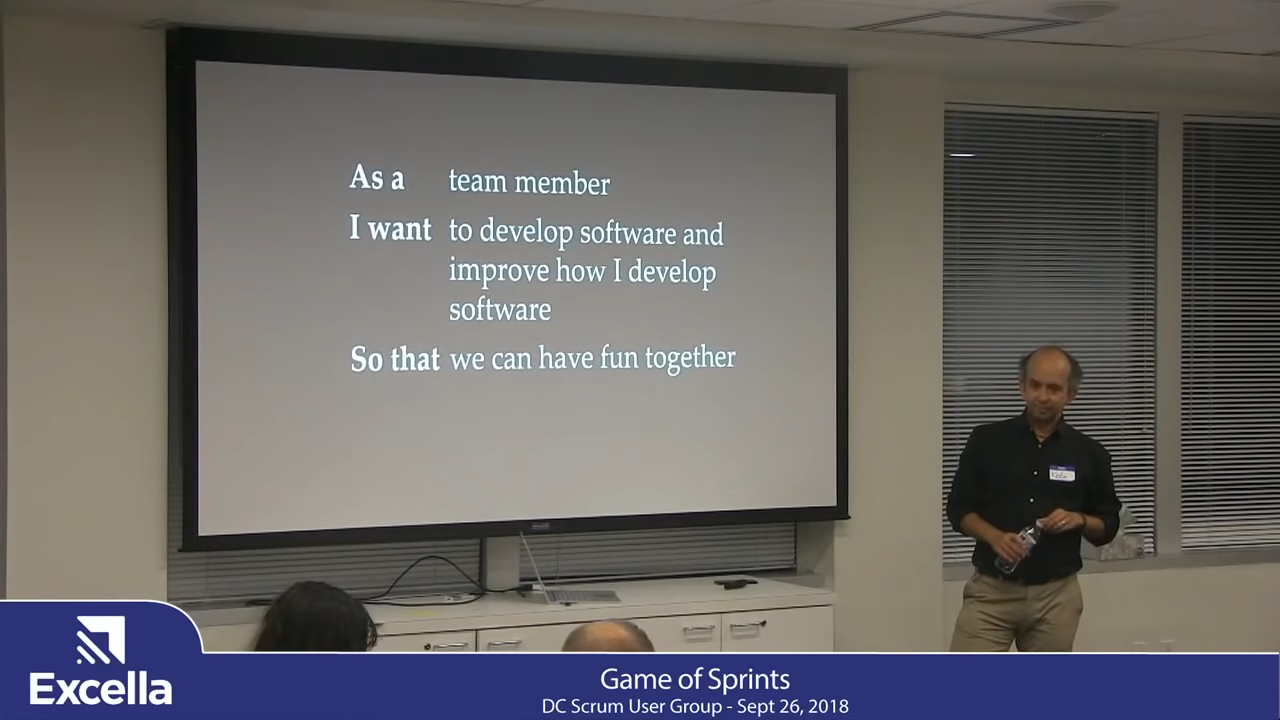 As a team member
I want to develop software and
improve how I develop
software
So that we can have fun together
Excella
Game of Sprints
DC Scrum User Group - Sept 26, 2018